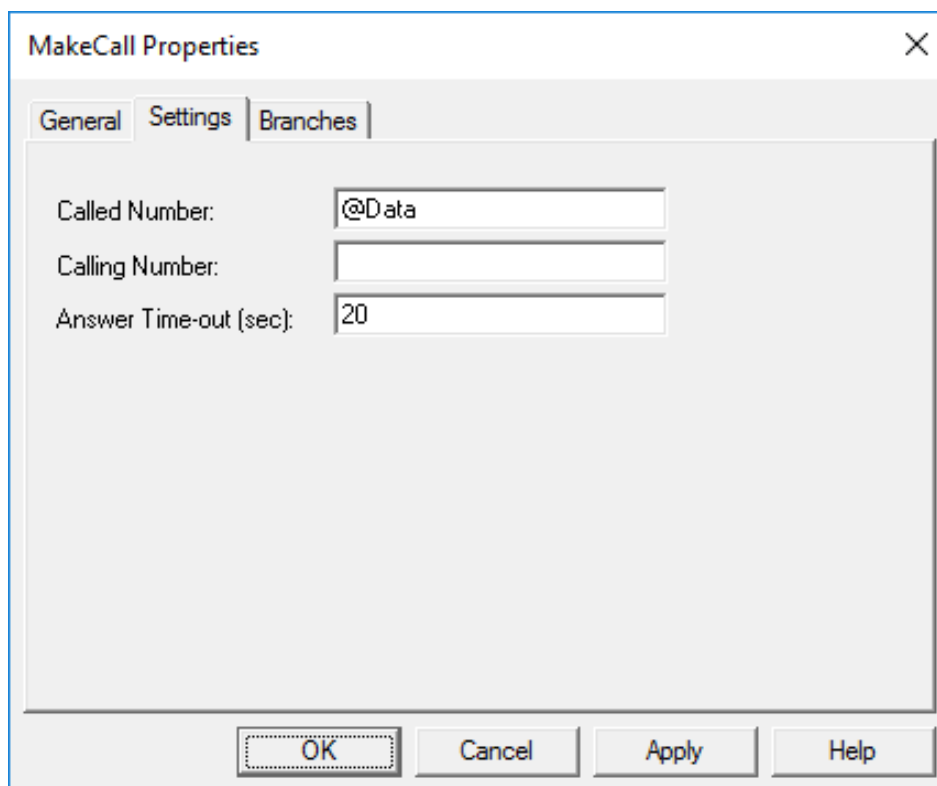 MakeCall Properties
General Settings Branches
Called Number: @Data
Calling Number:
Answer Time-out (sec): 20
OK Cancel Apply Help